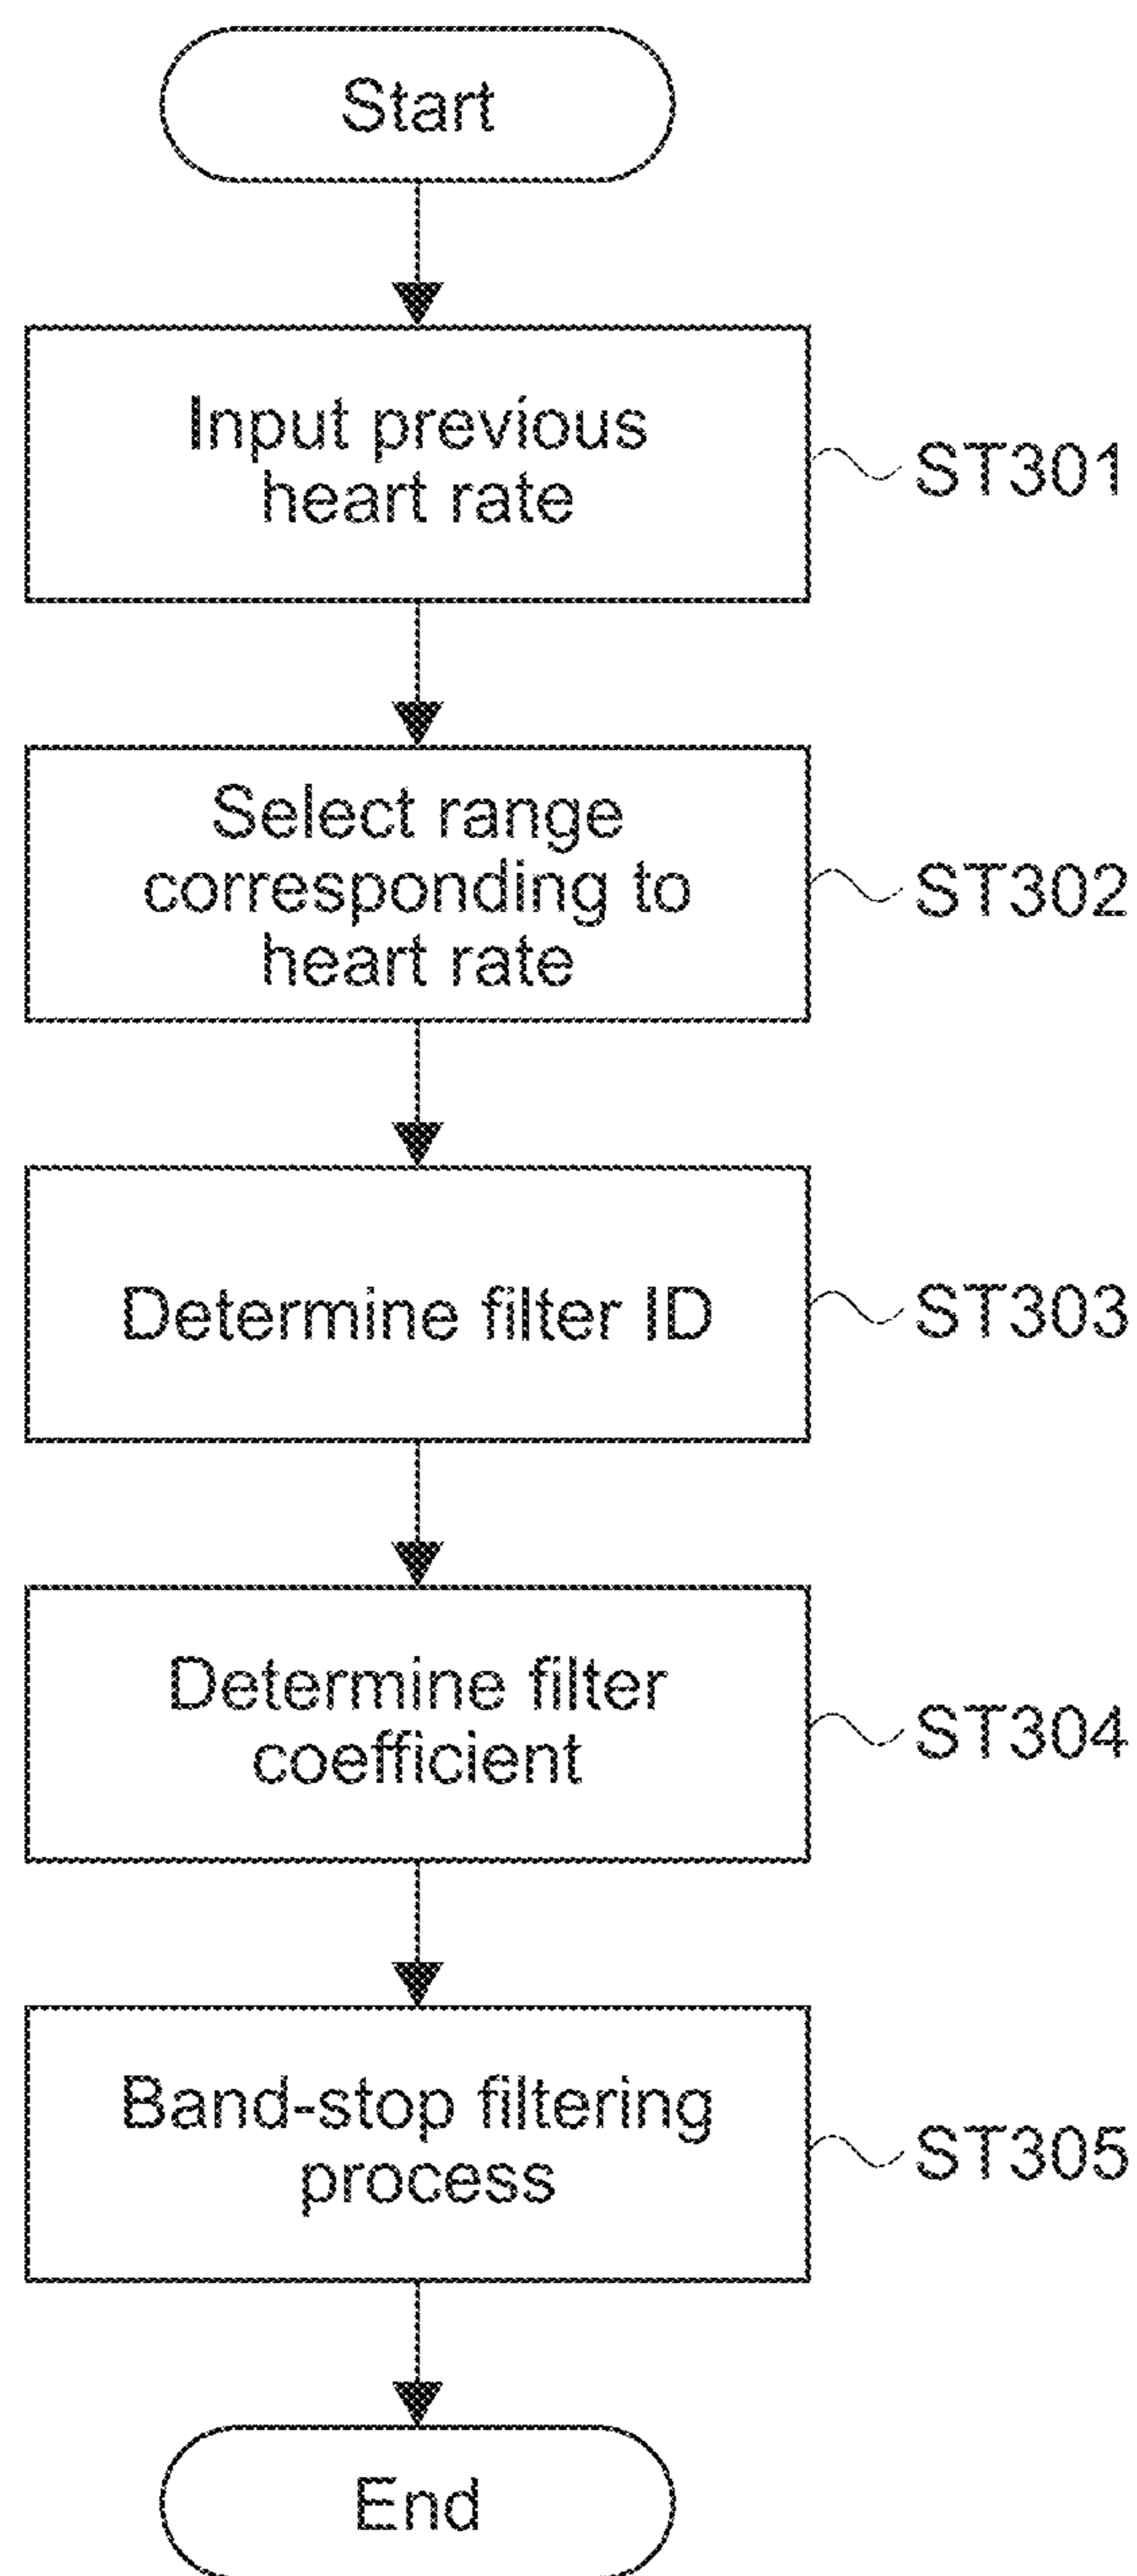 Start
Input previous
heart rate
ST301
Select range
corresponding to
heart rate
ST302
Determine filter ID
ST303
Determine filter
coefficient
ST304
Band-stop filtering
process
ST305
End